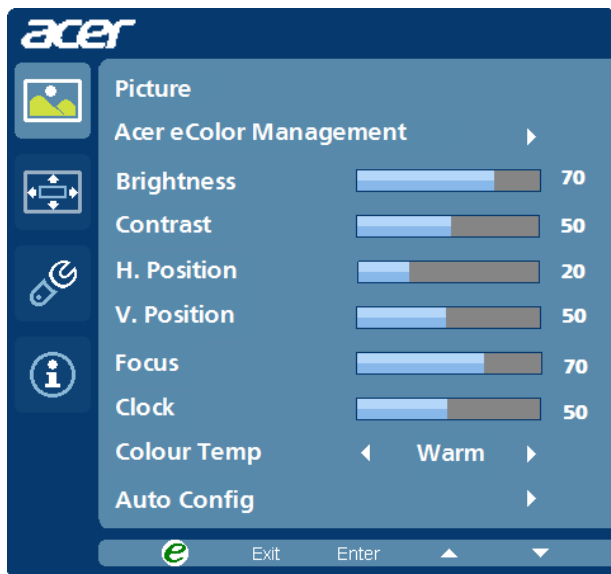 acer
Picture
Acer eColor Management
Brightness 70
Contrast 50
H. Position 20
V. Position 50
Focus 70
Clock 50
Colour Temp Warm
Auto Config
e Exit Enter